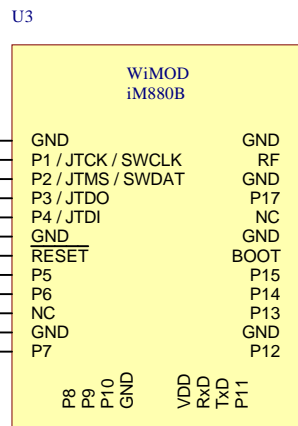 U3
WiMOD
iM880B
GND GND
P1 / JTCK / SWCLK RF
P2 / JTMS / SWDAT GND
P3 / JTDO P17
P4 / JTDI NC
GND GND
RESET BOOT
P5 P15
P6 P14
NC P13
GND GND
P7 P12
P8 P9 P10 GND VDD RxD TxD P11